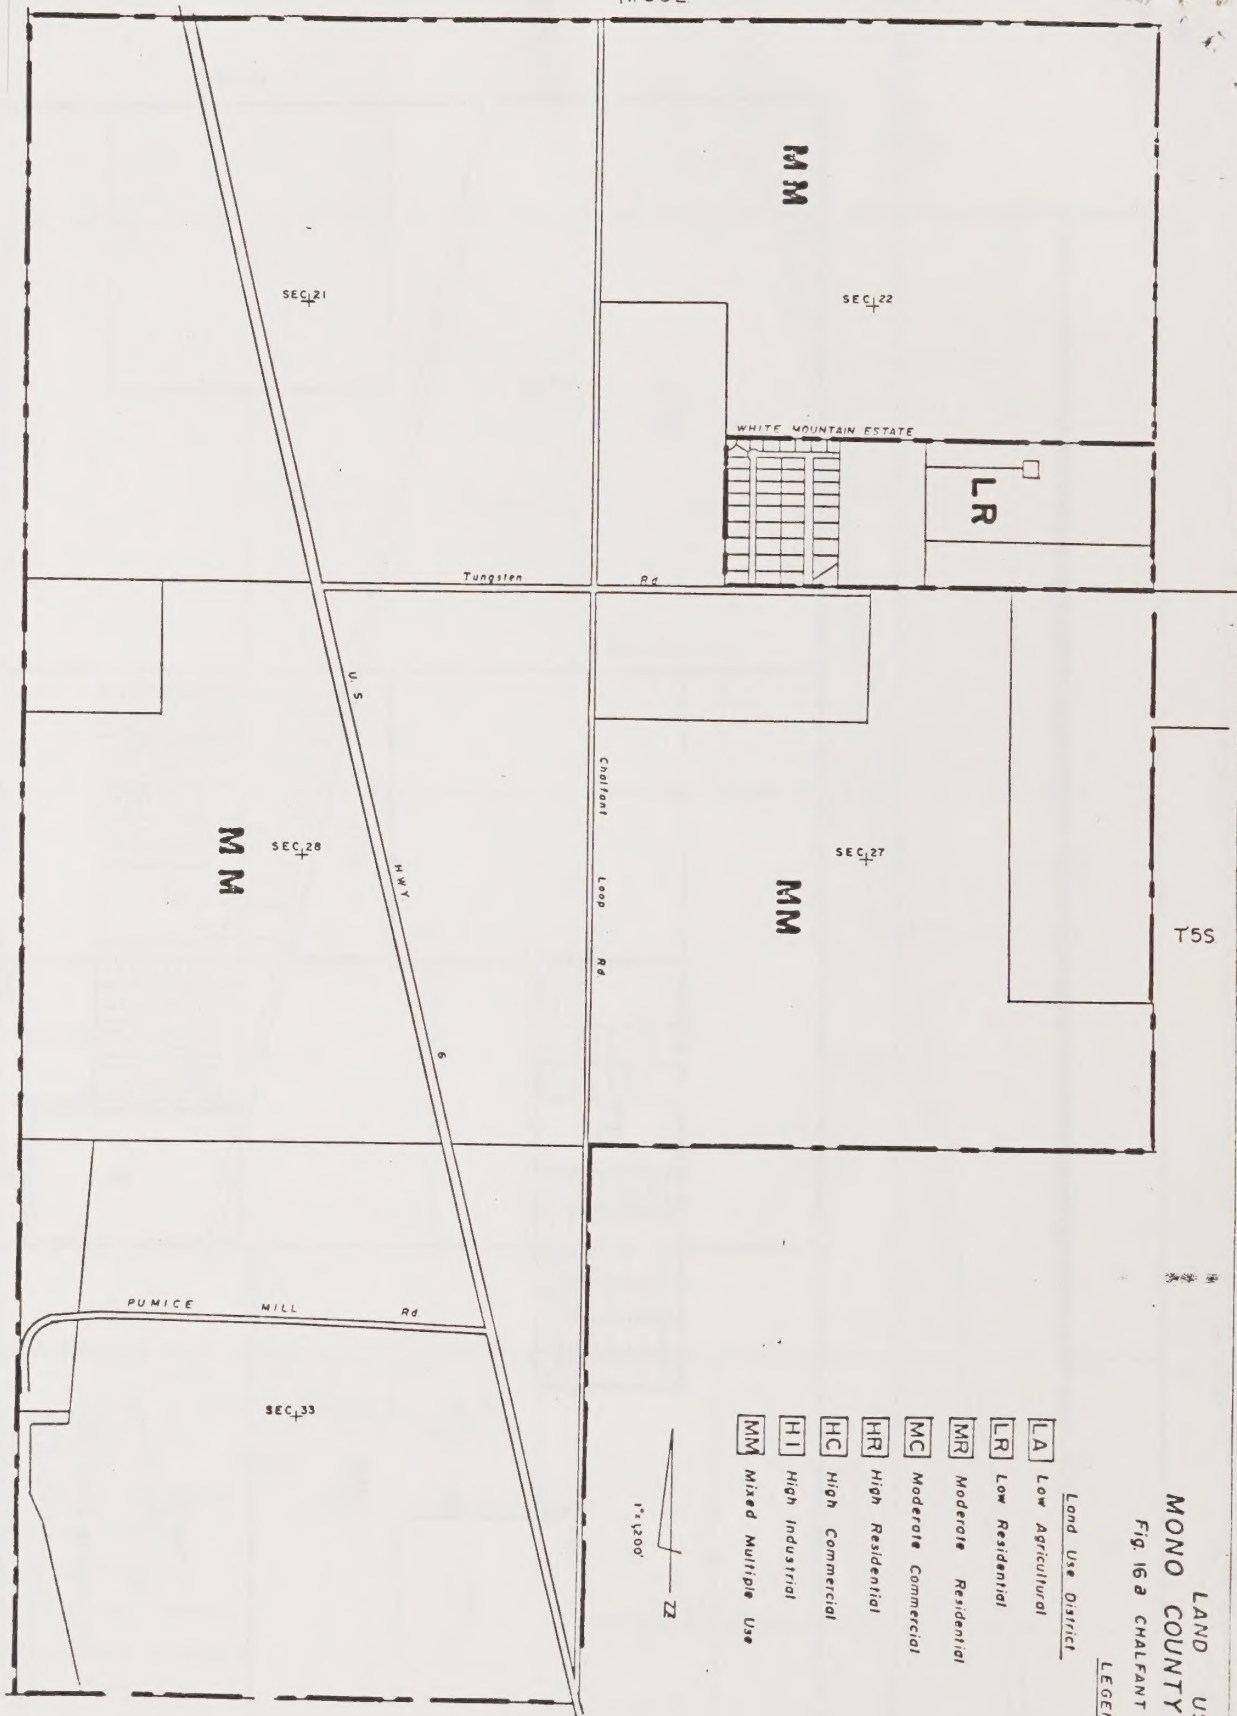 LAND
MONO COUNTY
Fig. 16a CHALFANT
Land Use District
LA Low Agricultural
LR Low Residential
MR Moderate Residential
MC Moderate Commercial
HR High Residential
HC High Commercial
HI High Industrial
MM Mixed Multiple Use
1"=1,200'
T5S
MM
SEC 22
SEC 21
WHITE MOUNTAIN ESTATE
LR
Tungsten Rd
U.S. HWY 6
Chalfant Loop Rd.
SEC 28
MM
SEC 27
MM
PUMICE MILL Rd.
SEC 33